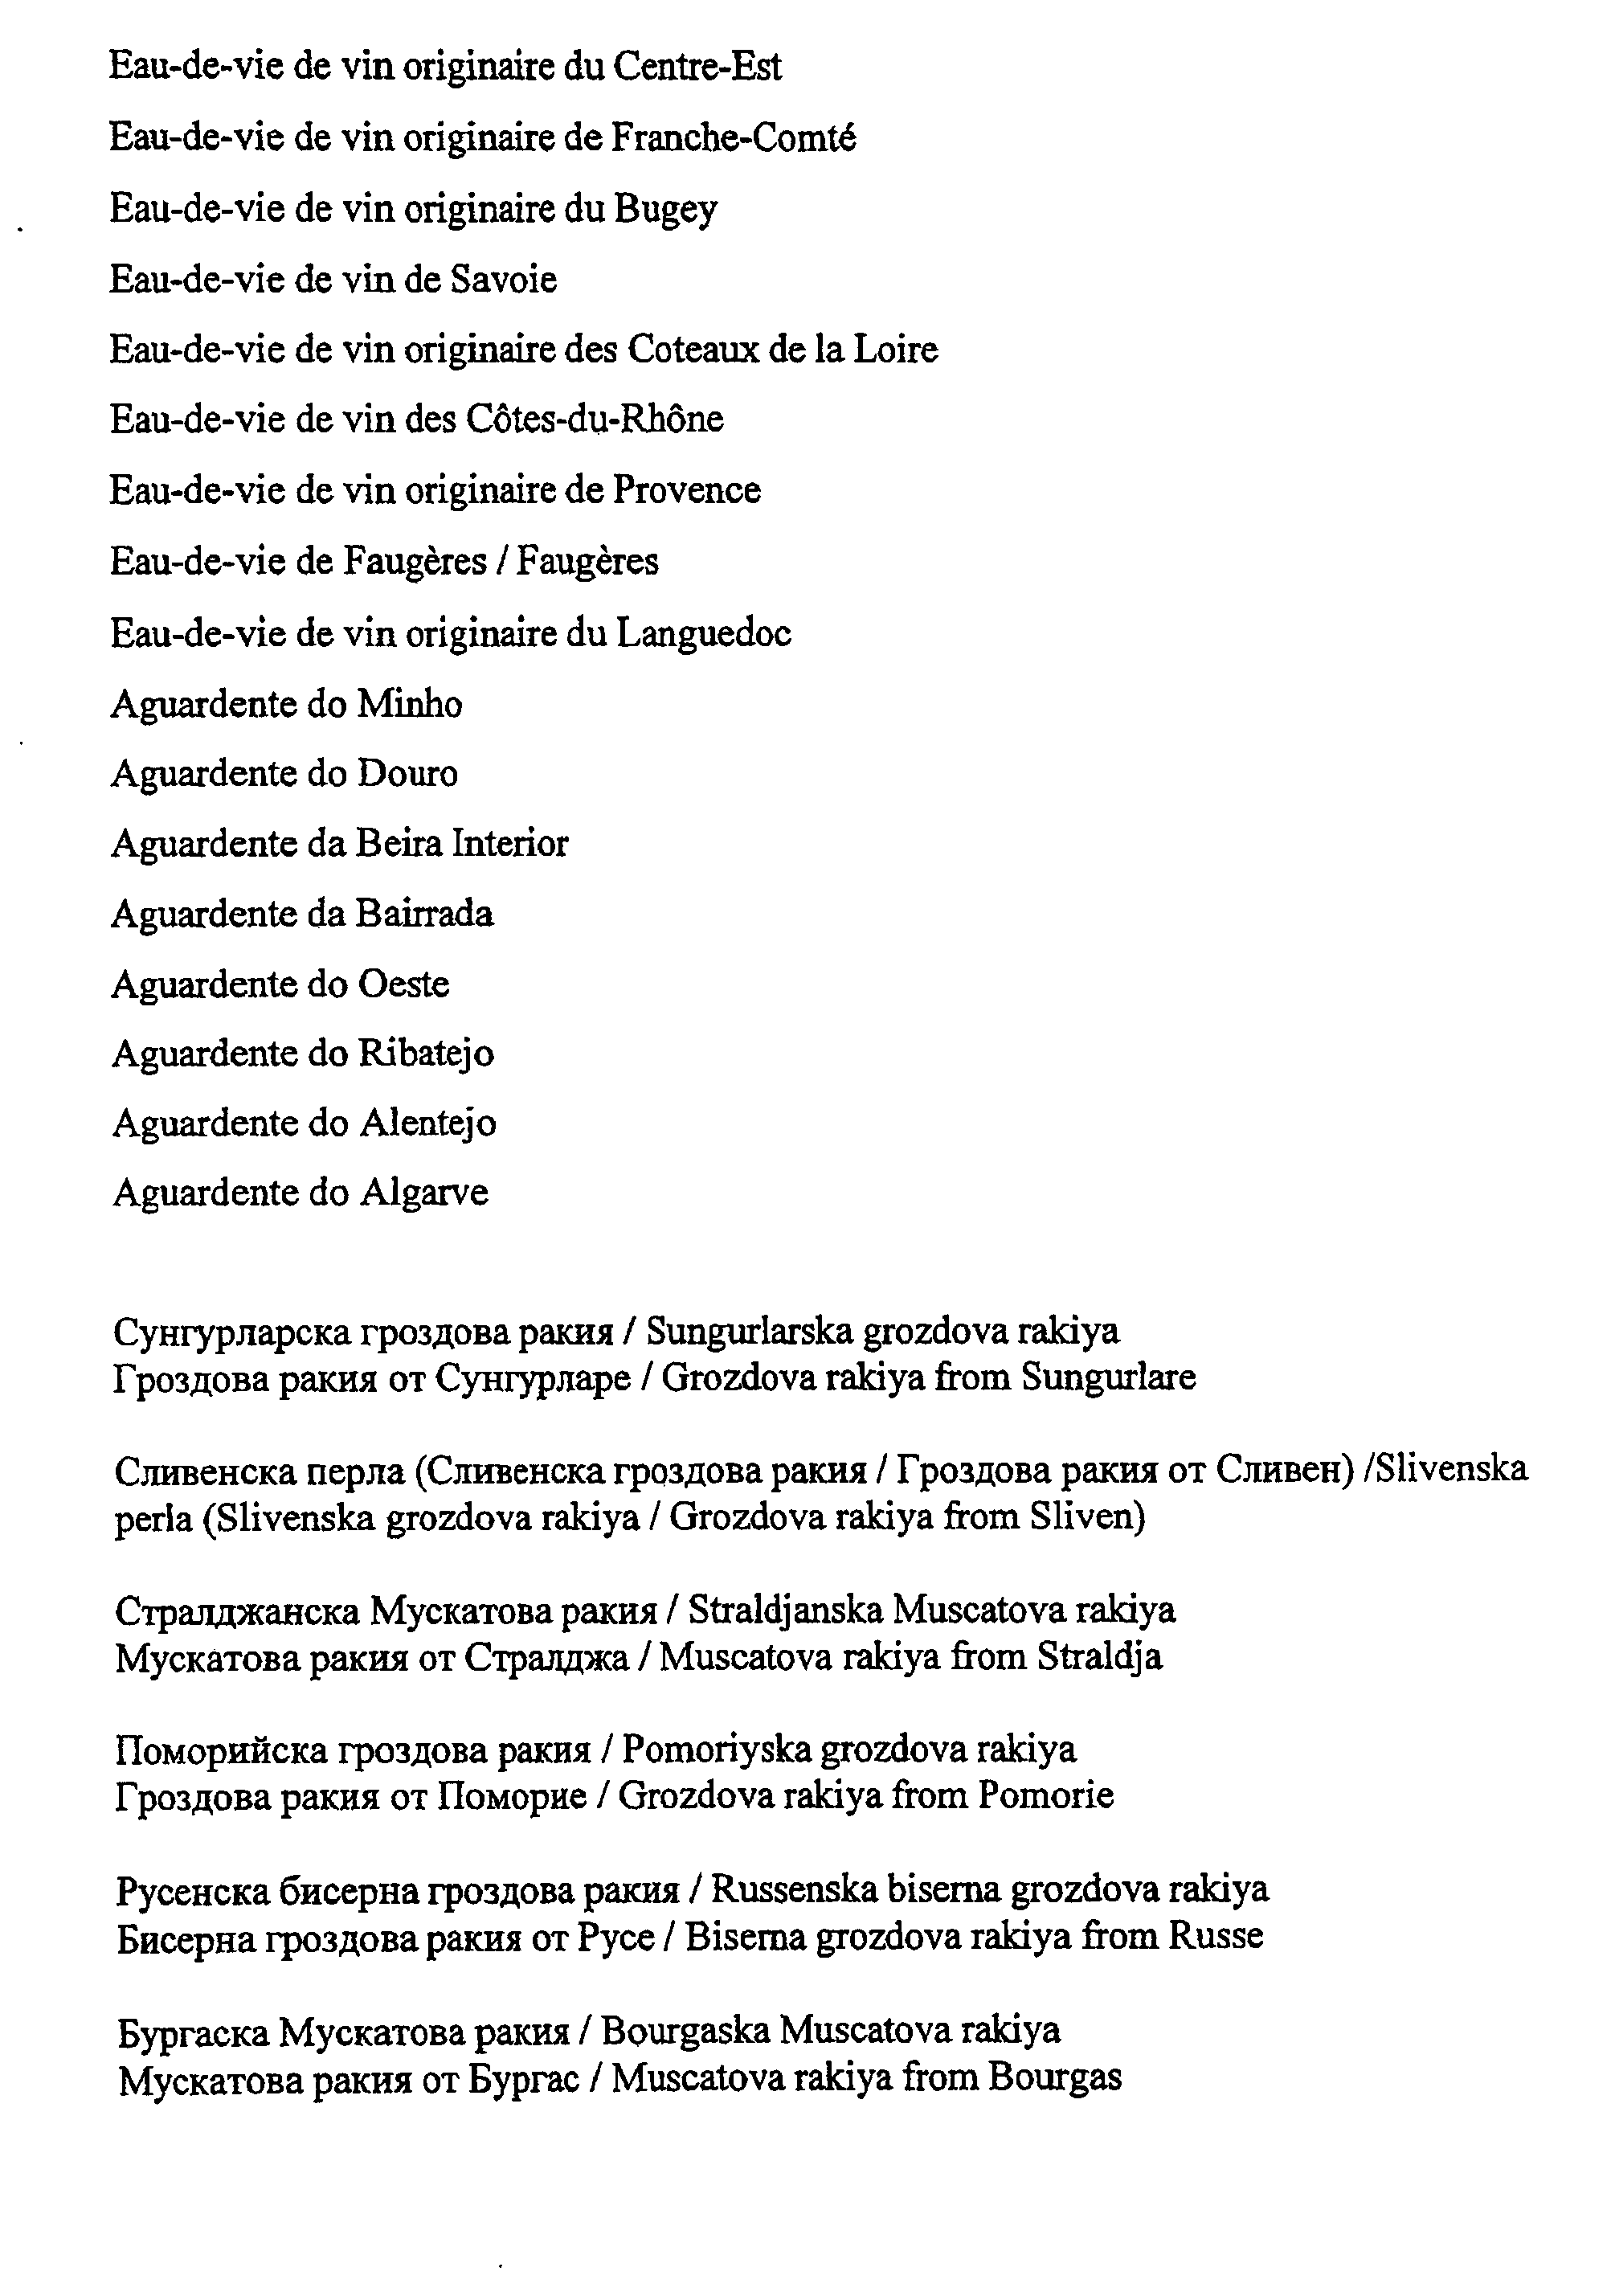 Eau-de-vie de vin originaire du Centre-Est
Eau-de-vie de vin originaire de Franche-Comté
Eau-de-vie de vin originaire du Bugey
Eau-de-vie de vin de Savoie
Eau-de-vie de vin originaire des Coteaux de la Loire
Eau-de-vie de vin des Côtes-du-Rhône
Eau-de-vie de vin originaire de Provence
Eau-de-vie de Faugères / Faugères
Eau-de-vie de vin originaire du Languedoc
Aguardente do Minho
Aguardente do Douro
Aguardente da Beira Interior
Aguardente da Bairrada
Aguardente do Oeste
Aguardente do Ribatejo
Aguardente do Alentejo
Aguardente do Algarve
Сунгурларска гроздова ракия / Sungurlarska grozdova rakiya
Гроздова ракия от Сунгурларе / Grozdova rakiya from Sungurlare
Сливенска перла (Сливенска гроздова ракия / Гроздова ракия от Сливен) /Slivenska
perla (Slivenska grozdova rakiya / Grozdova rakiya from Sliven)
Стралджанска Мускатова ракия / Straldjanska Muscatova rakiya
Мускатова ракия от Стралджа / Muscatova rakiya from Straldja
Поморийска гроздова ракия / Pomoriyska grozdova rakiya
Гроздова ракия от Поморие / Grozdova rakiya from Pomorie
Русенска бисерна гроздова ракия / Russenska biserna grozdova rakiya
Бисерна гроздова ракия от Русе / Biserna grozdova rakiya from Russe
Бургаска Мускатова ракия / Bourgaska Muscatova rakiya
Мускатова ракия от Бургас / Muscatova rakiya from Bourgas